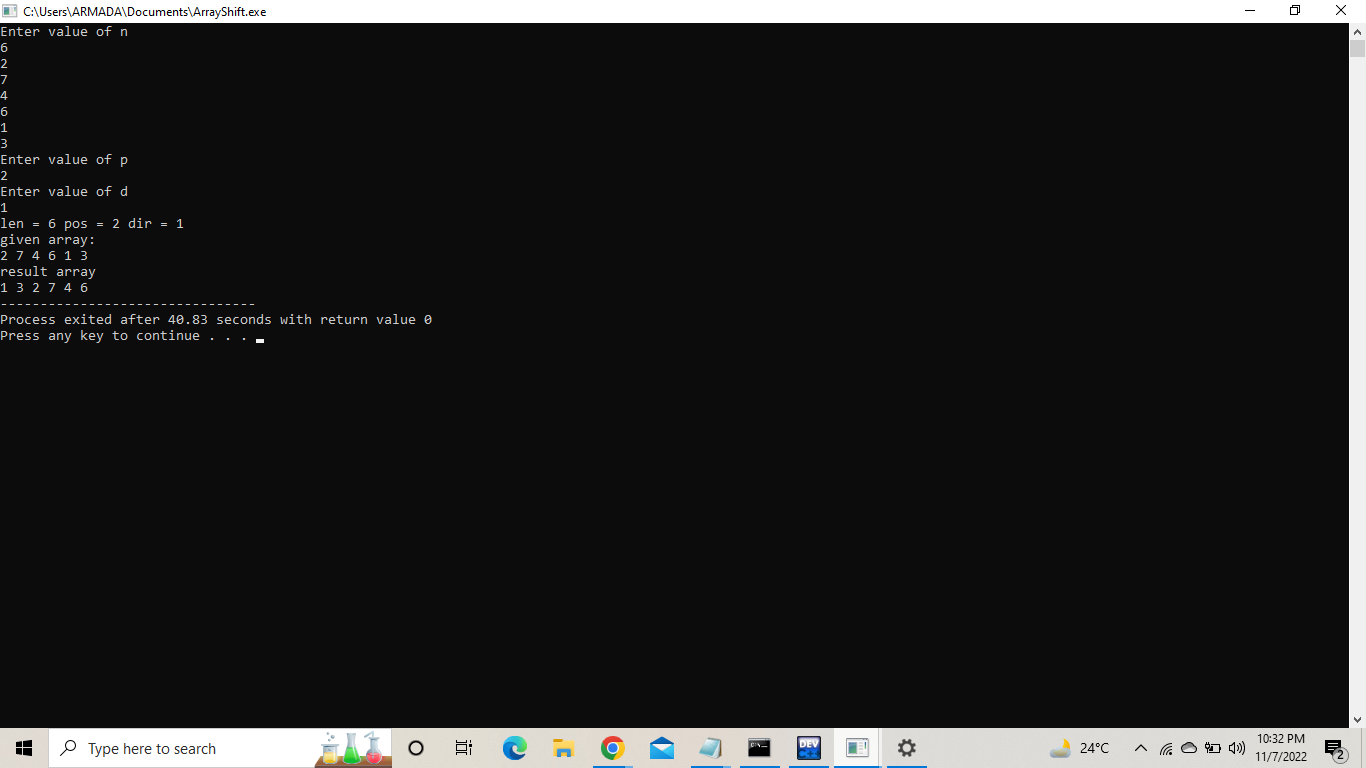 C:\Users\ARMADA\Documents\ArrayShift.exe
Enter value of n
6
2
7
4
6
1
3
Enter value of p
2
Enter value of d
1
len = 6 pos = 2 dir = 1
given array:
2 7 4 6 1 3
result array
1 3 2 7 4 6
--------------------------------
Process exited after 40.83 seconds with return value 0
Press any key to continue . . .
Type here to search
DEV
C++
24°C
10:32 PM
11/7/2022
2